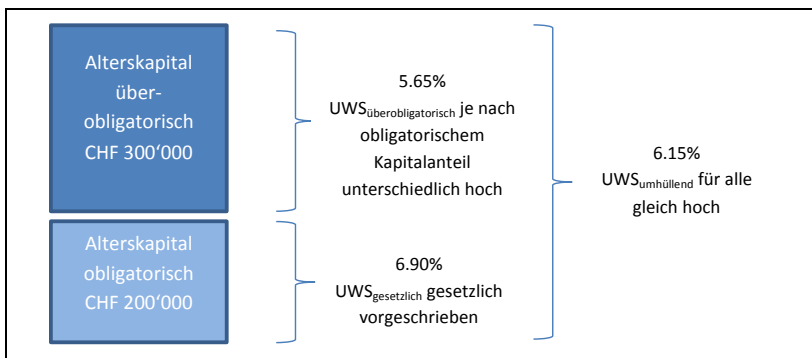 Alterskapital
über-
obligatorisch
CHF 300‘000
5.65%
UWSüberobligatorisch je nach
obligatorischem
Kapitalanteil
unterschiedlich hoch
6.15%
UWSumhüllend für alle
gleich hoch
Alterskapital
obligatorisch
CHF 200‘000
6.90%
UWSgesetzlich gesetzlich
vorgeschrieben